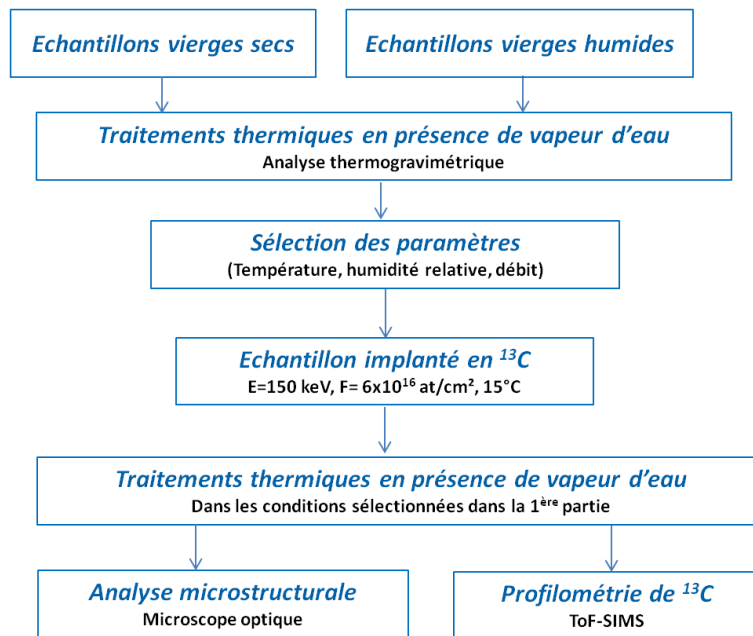 Echantillons vierges secs
Echantillons vierges humides
Traitements thermiques en présence de vapeur d’eau
Analyse thermogravimétrique
Sélection des paramètres
(Température, humidité relative, débit)
Echantillon implanté en ¹³C
E=150 keV, F= 6x10¹⁶ at/cm², 15°C
Traitements thermiques en présence de vapeur d’eau
Dans les conditions sélectionnées dans la 1ère partie
Analyse microstructurale
Microscope optique
Profilométrie de ¹³C
ToF-SIMS